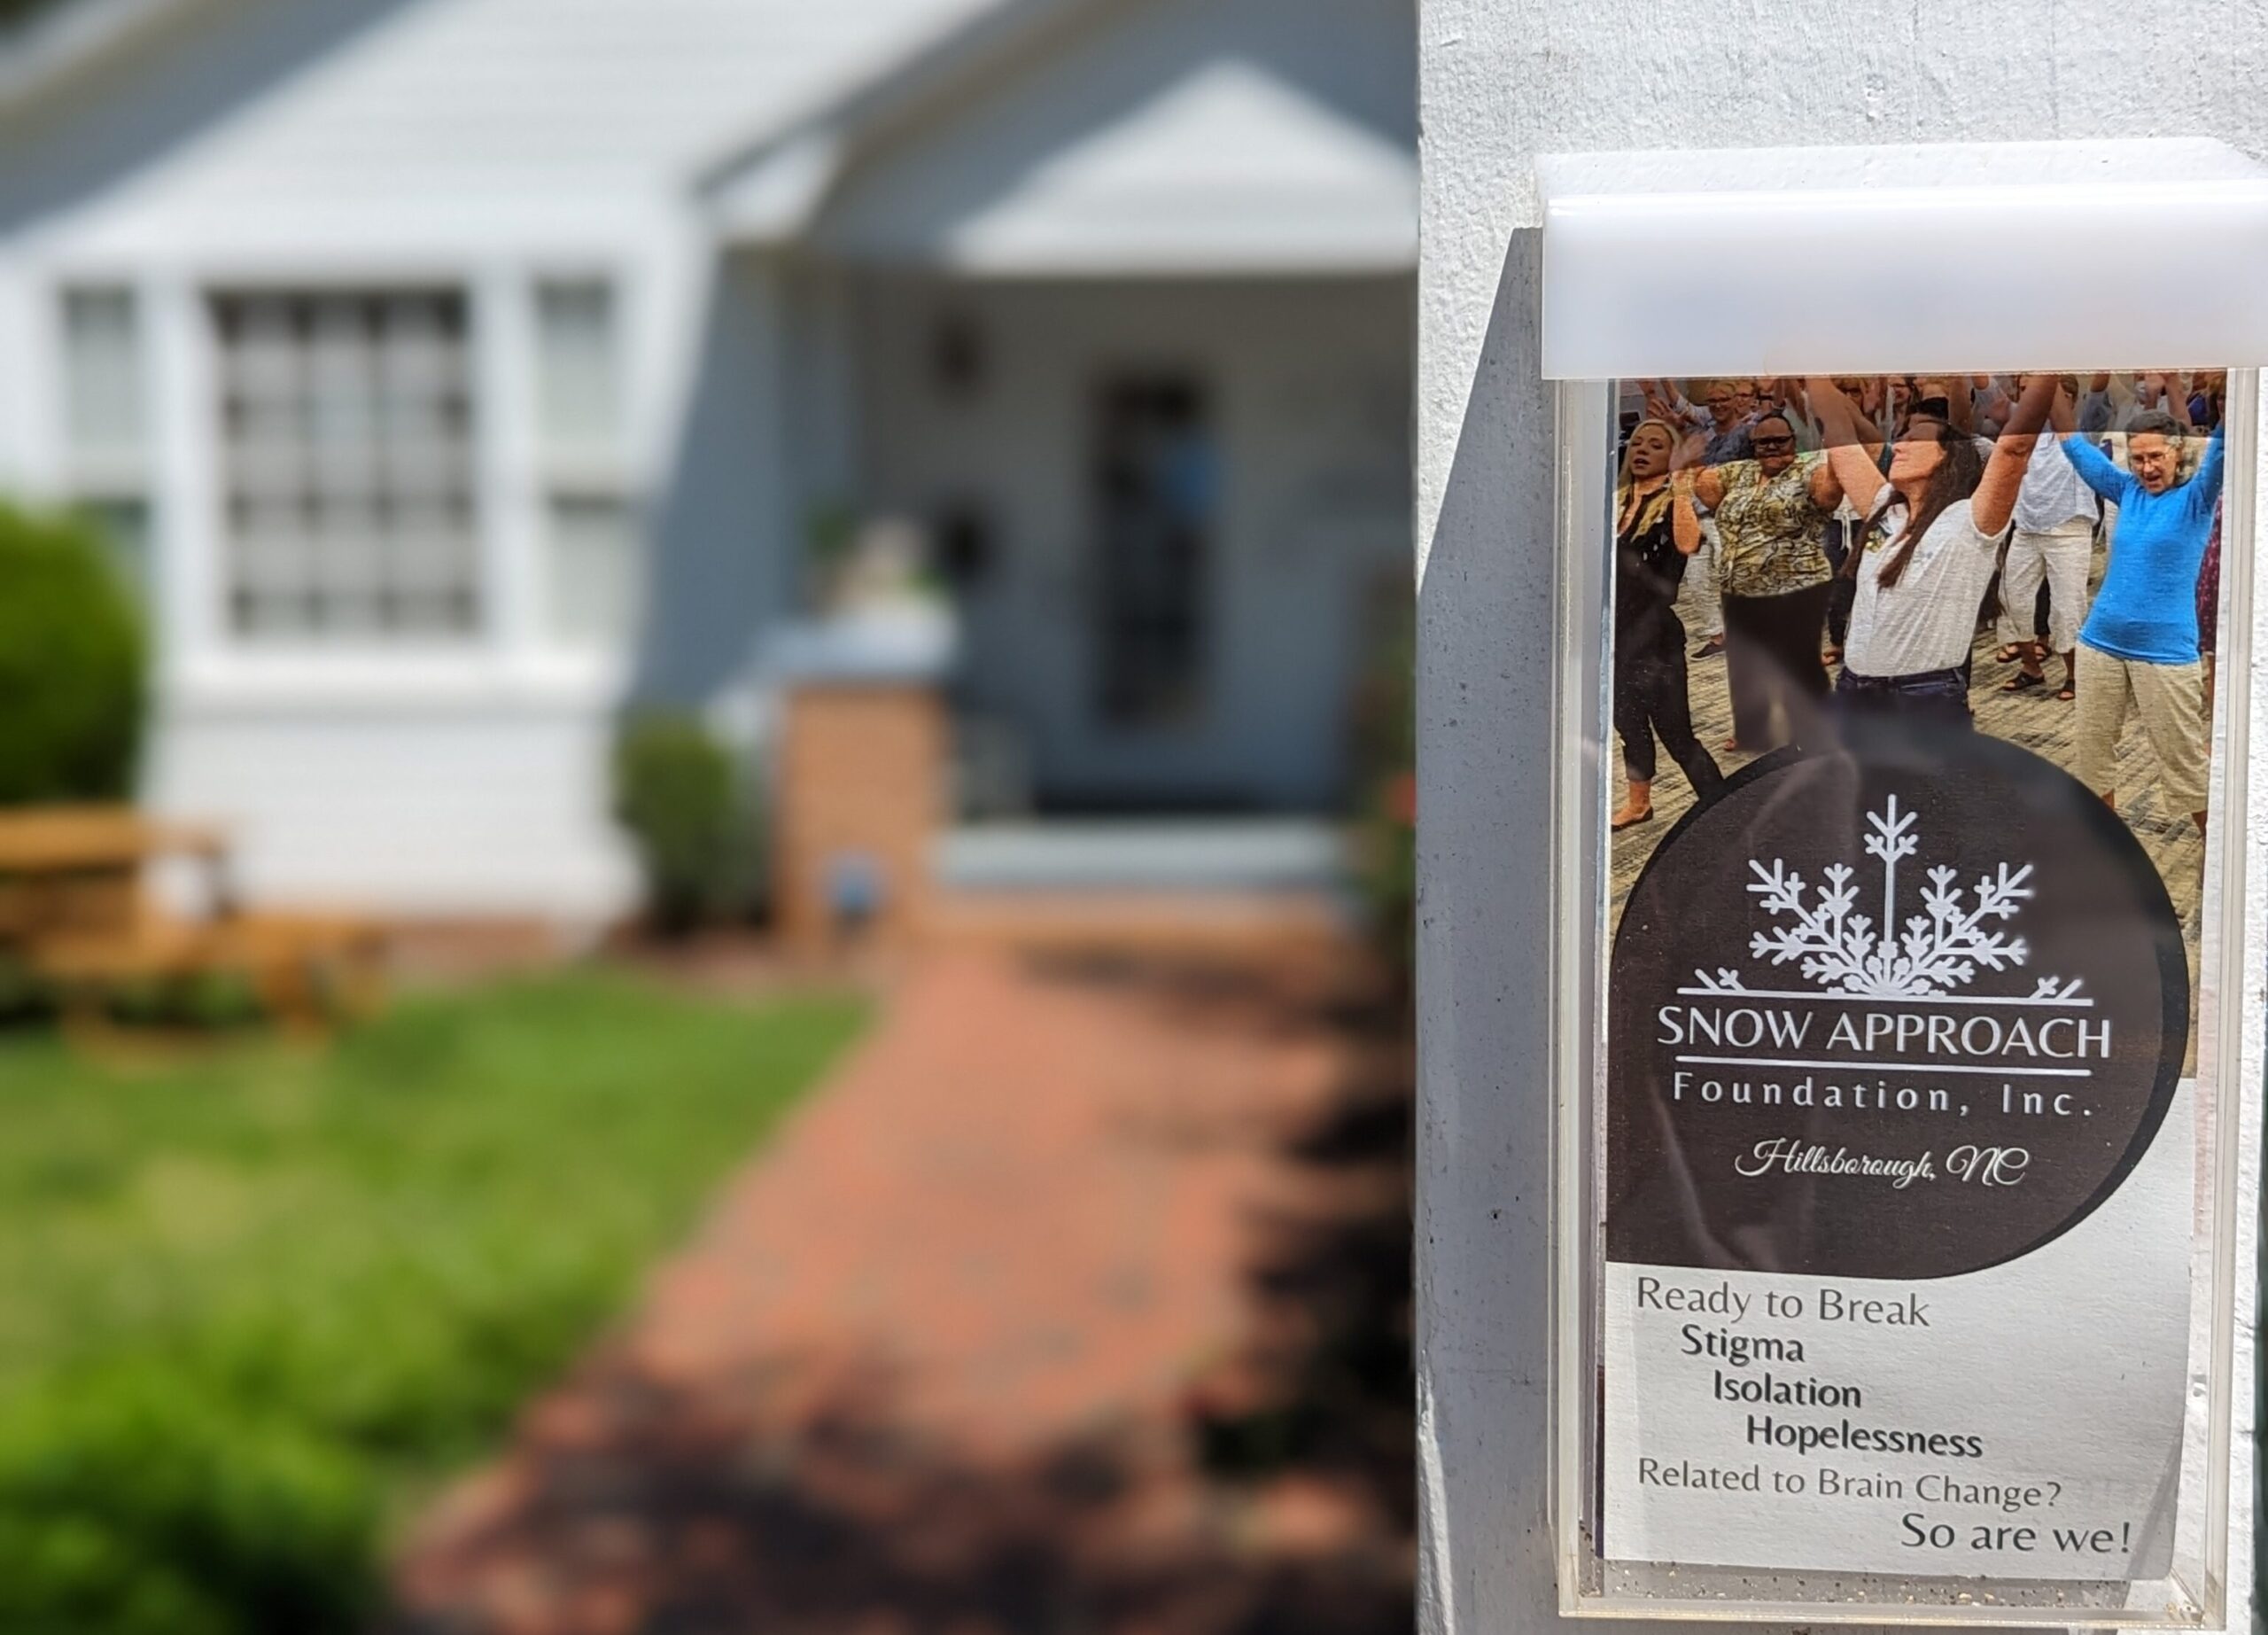 SNOW APPROACH
Foundation, Inc.
Hillsborough, NC
Ready to Break
Stigma
Isolation
Hopelessness
Related to Brain Change?
So are we!